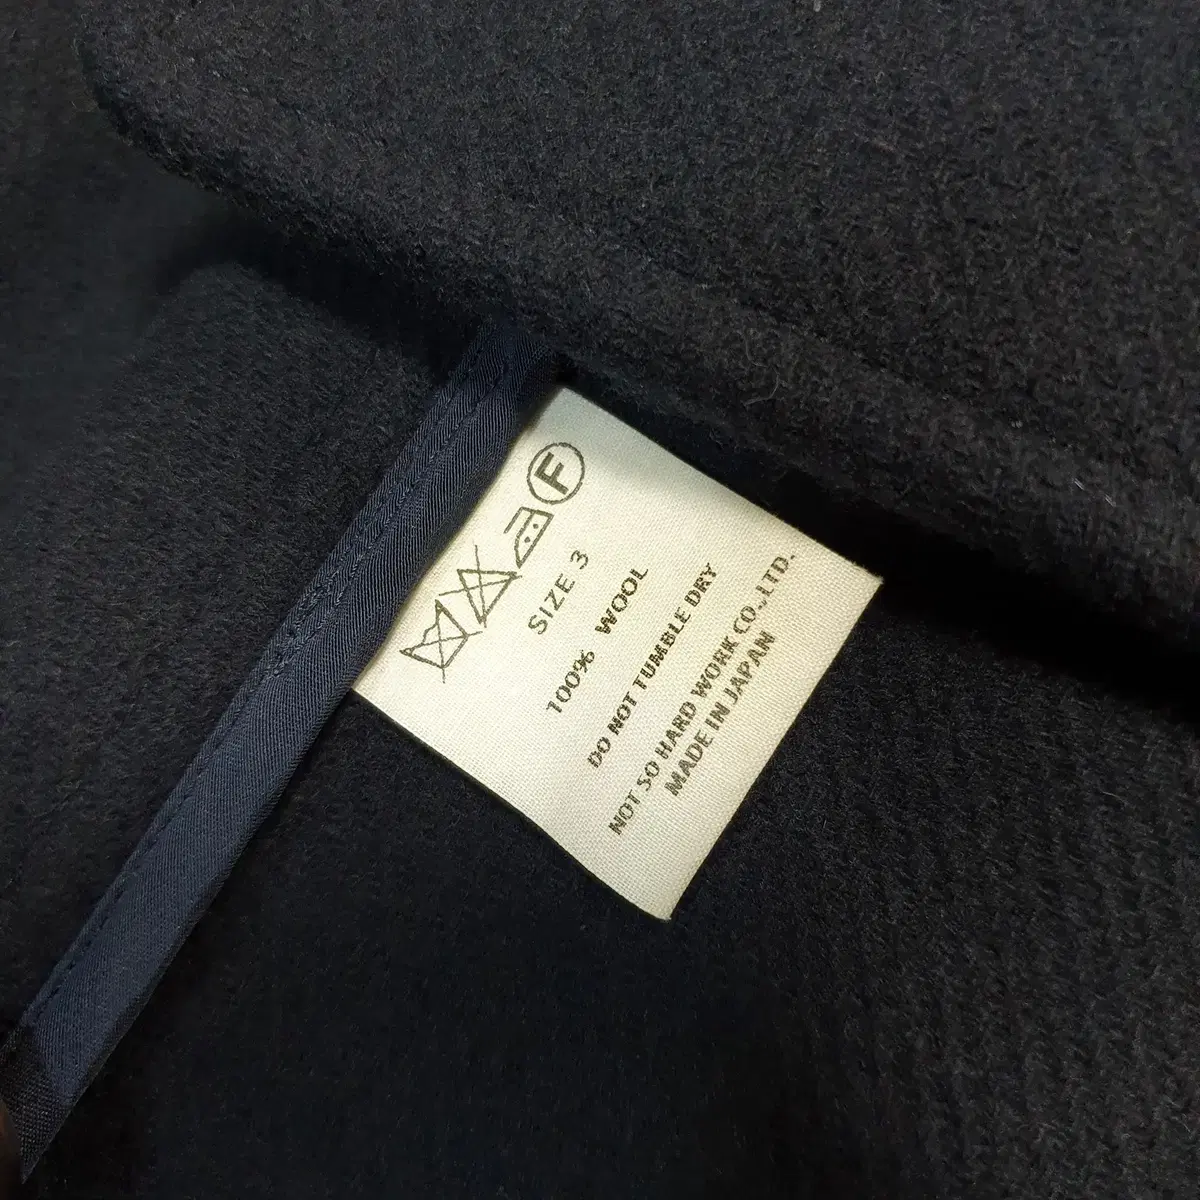 F
SIZE 3
100% WOOL
DO NOT TUMBLE DRY
NOT SO HARD WORK CO.,LTD.
MADE IN JAPAN